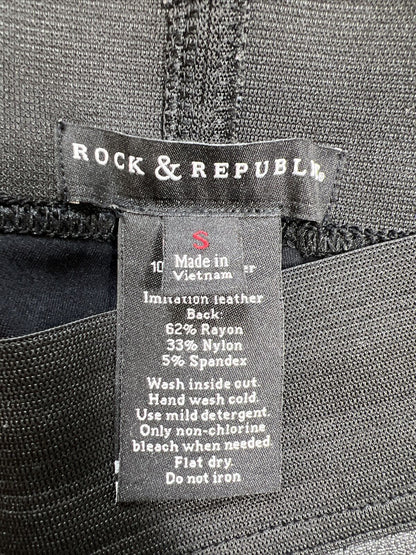 ROCK & REPUBLIC
S
Made in
Vietnam
Imitation leather
Back:
62% Rayon
33% Nylon
5% Spandex
Wash inside out.
Hand wash cold.
Use mild detergent.
Only non-chlorine
bleach when needed.
Flat dry.
Do not iron